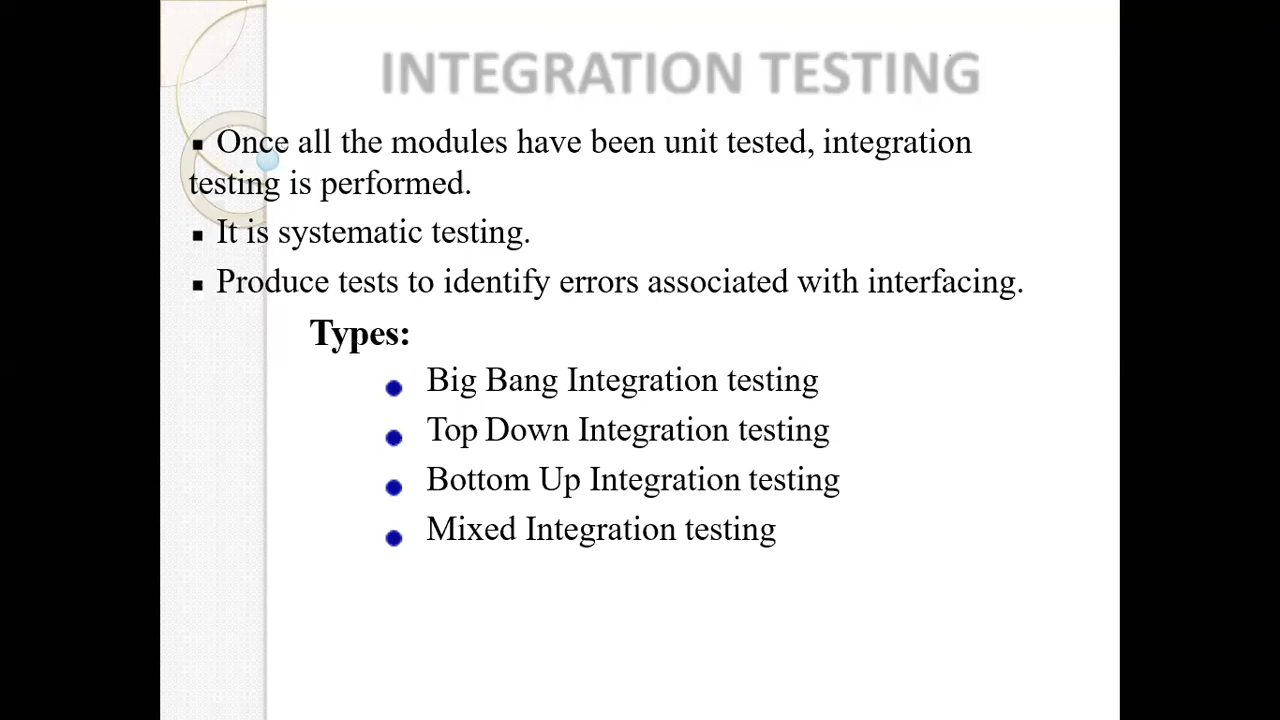 INTEGRATION TESTING
▪ Once all the modules have been unit tested, integration
testing is performed.
▪ It is systematic testing.
▪ Produce tests to identify errors associated with interfacing.
Types:
● Big Bang Integration testing
● Top Down Integration testing
● Bottom Up Integration testing
● Mixed Integration testing